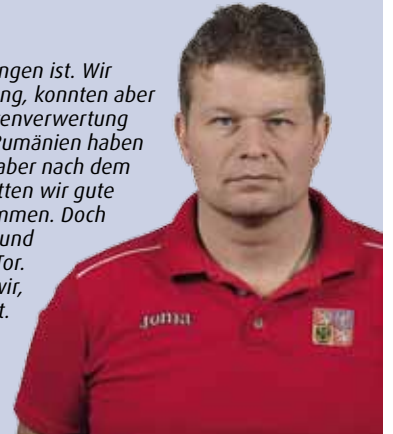 ngen ist. Wir
ng, konnten aber
enverwertung
Rumänien haben
aber nach dem
tten wir gute
mmen. Doch
und
Tor.
wir,
t.
Joma